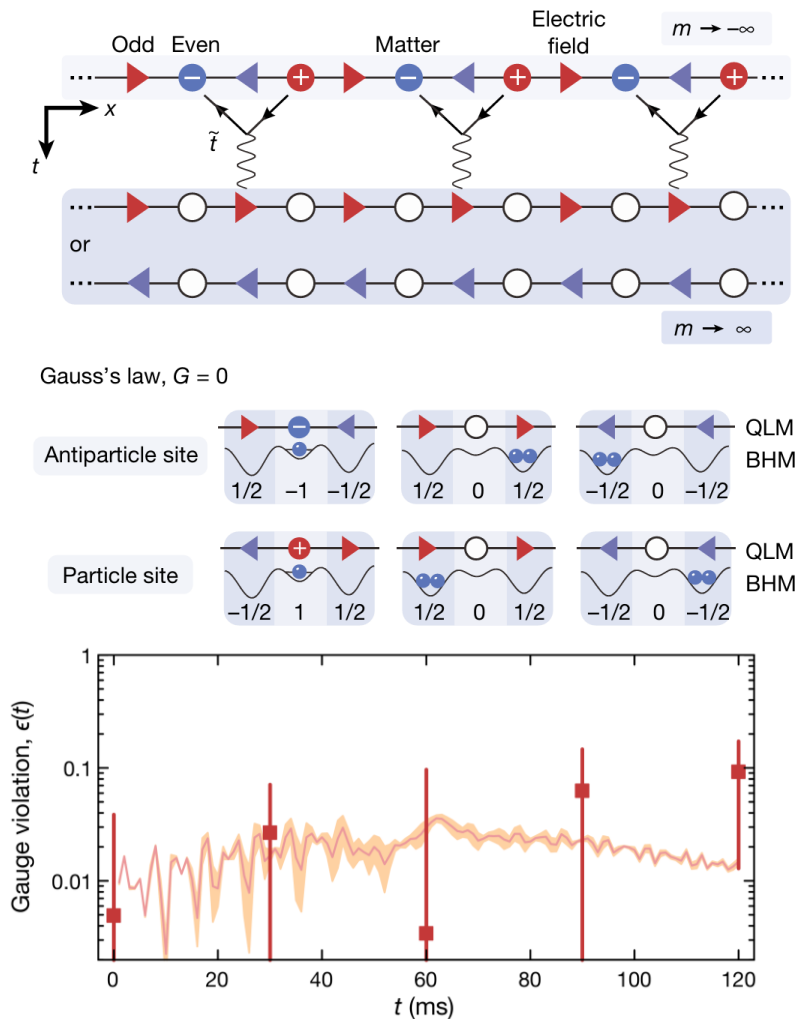 Odd Even Matter Electric field m → −∞
... − + − + − + ...
x
t
t̃
... ...
or
... ...
m → ∞
Gauss's law, G = 0
− QLM
Antiparticle site BHM
1/2 −1 −1/2 1/2 0 1/2 −1/2 0 −1/2
+ QLM
Particle site BHM
−1/2 1 1/2 1/2 0 1/2 −1/2 0 −1/2
Gauge violation, ϵ(t)
1
0.1
0.01
0 20 40 60 80 100 120
t (ms)